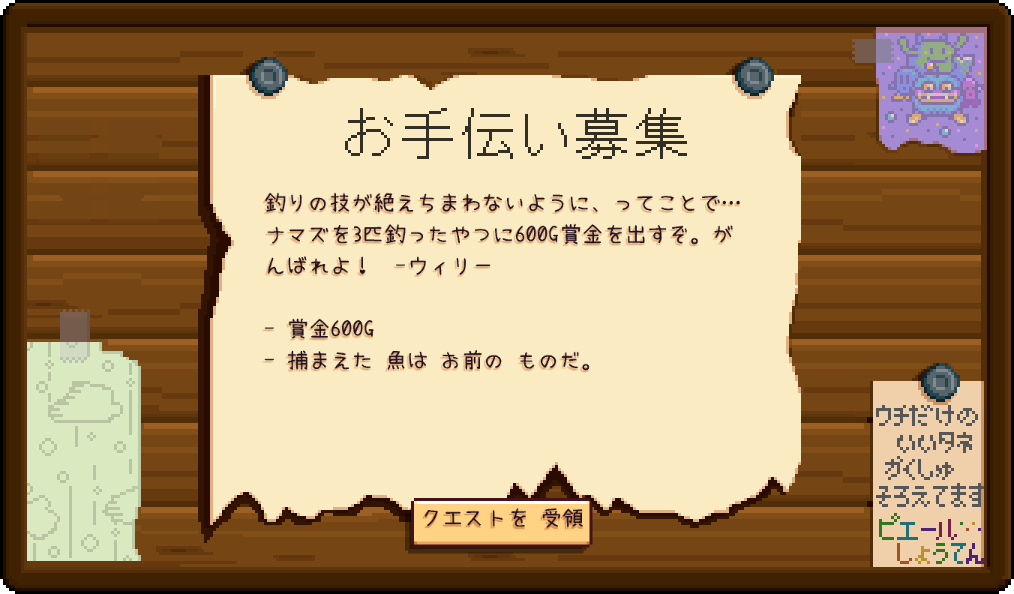 お手伝い募集
釣りの技が絶えちまわないように、ってことで…
ナマズを3匹釣ったやつに600G賞金を出すぞ。が
んばれよ！ -ウィリー
- 賞金600G
- 捕まえた 魚は お前の ものだ。
クエストを 受領
ウチだけの
いいタネ
がくしゅ
そろえてます
ピエール
しょうてん